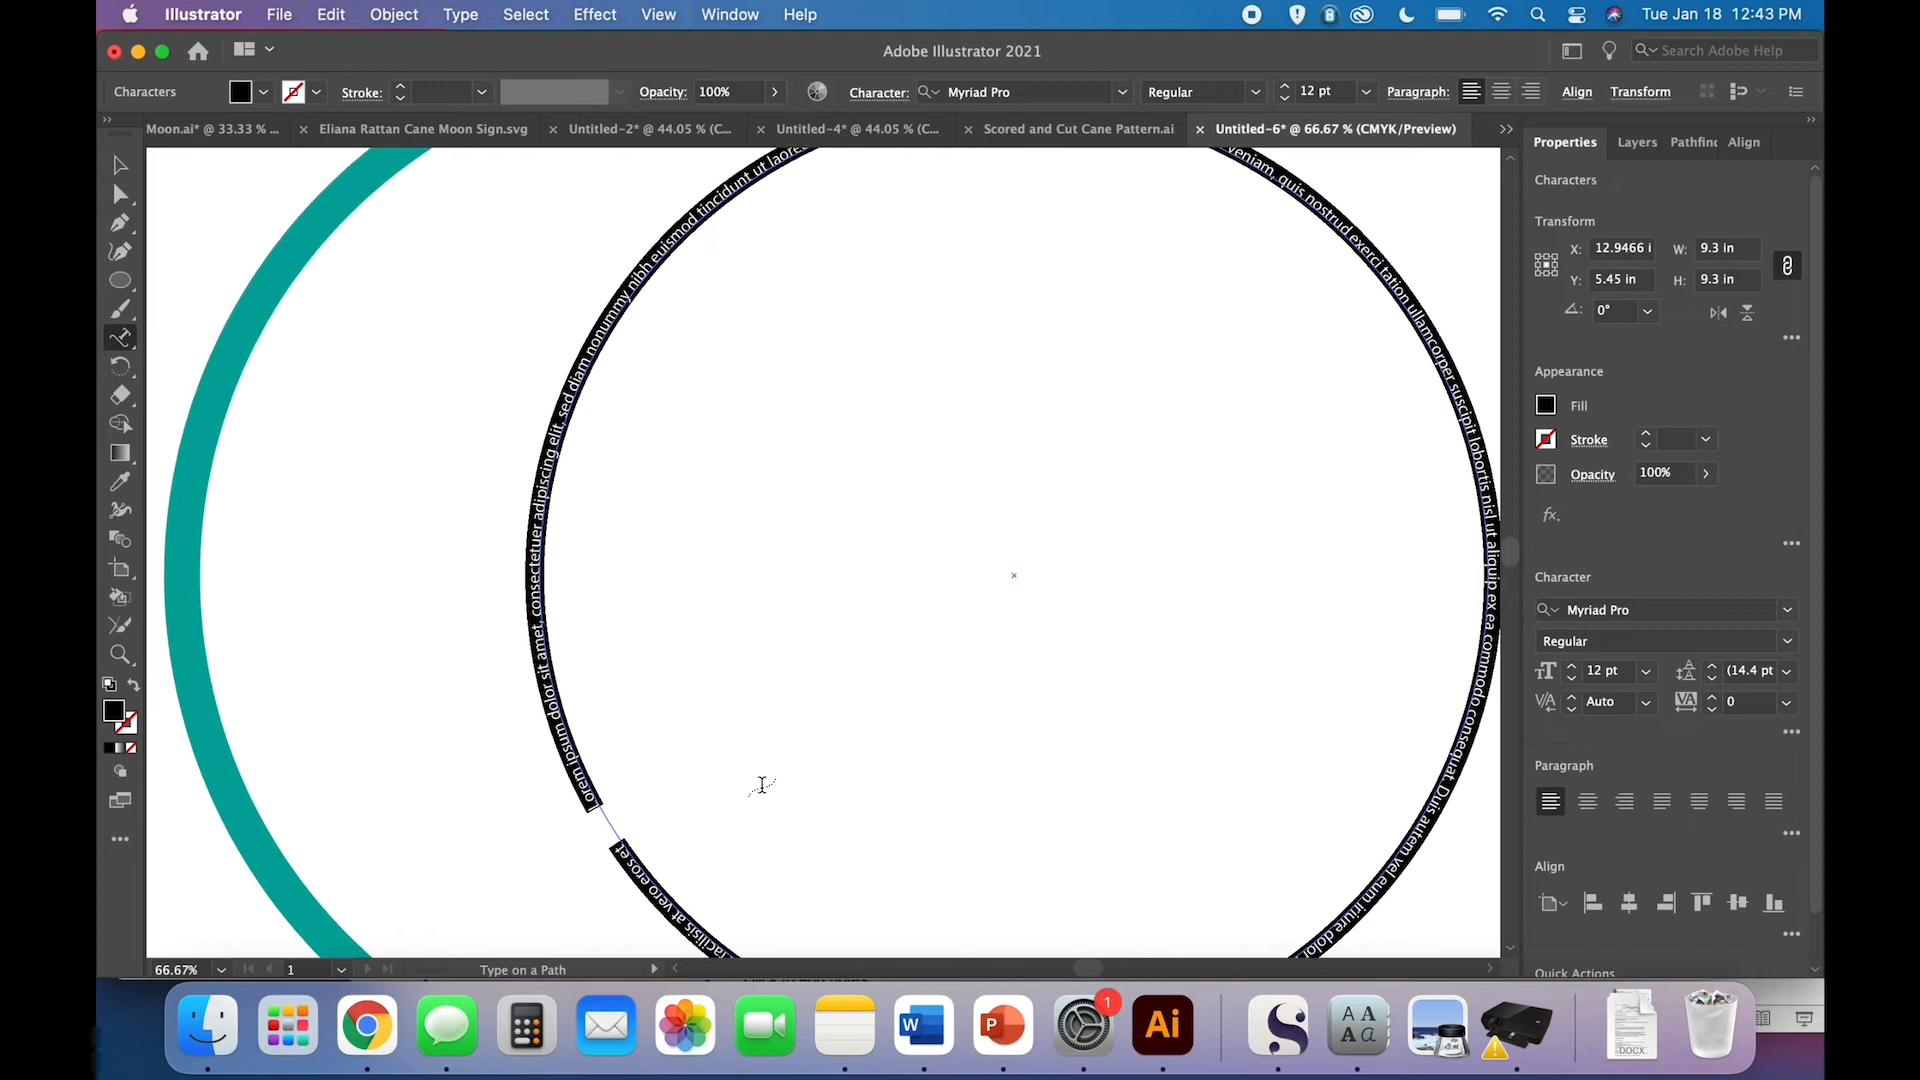 Illustrator File Edit Object Type Select Effect View Window Help Tue Jan 18 12:43 PM
Adobe Illustrator 2021
Search Adobe Help
Characters Stroke: Opacity: 100% Character: Myriad Pro Regular 12 pt Paragraph: Align Transform
Moon.ai* @ 33.33 % ... Eliana Rattan Cane Moon Sign.svg Untitled-2* @ 44.05 % (C... Untitled-4* @ 44.05 % (C... Scored and Cut Cane Pattern.ai Untitled-6* @ 66.67 % (CMYK/Preview)
Properties Layers Pathfind Align
Characters
Transform
X: 12.9466 i W: 9.3 in
Y: 5.45 in H: 9.3 in
0°
Appearance
Fill
Stroke
Opacity 100%
fx
Character
Myriad Pro
Regular
12 pt (14.4 pt
Auto 0
Paragraph
Align
Quick Actions
Lorem ipsum dolor sit amet, consectetuer adipiscing elit, sed diam nonummy nibh euismod tincidunt ut laoree
veniam, quis nostrud exerci tation ullamcorper suscipit lobortis nisl ut aliquip ex ea commodo consequat. Duis autem vel eum iriure dolo
facilisis at vero eros et
66.67% 1 Type on a Path
W P 1 Ai
A A
A a
DOCX